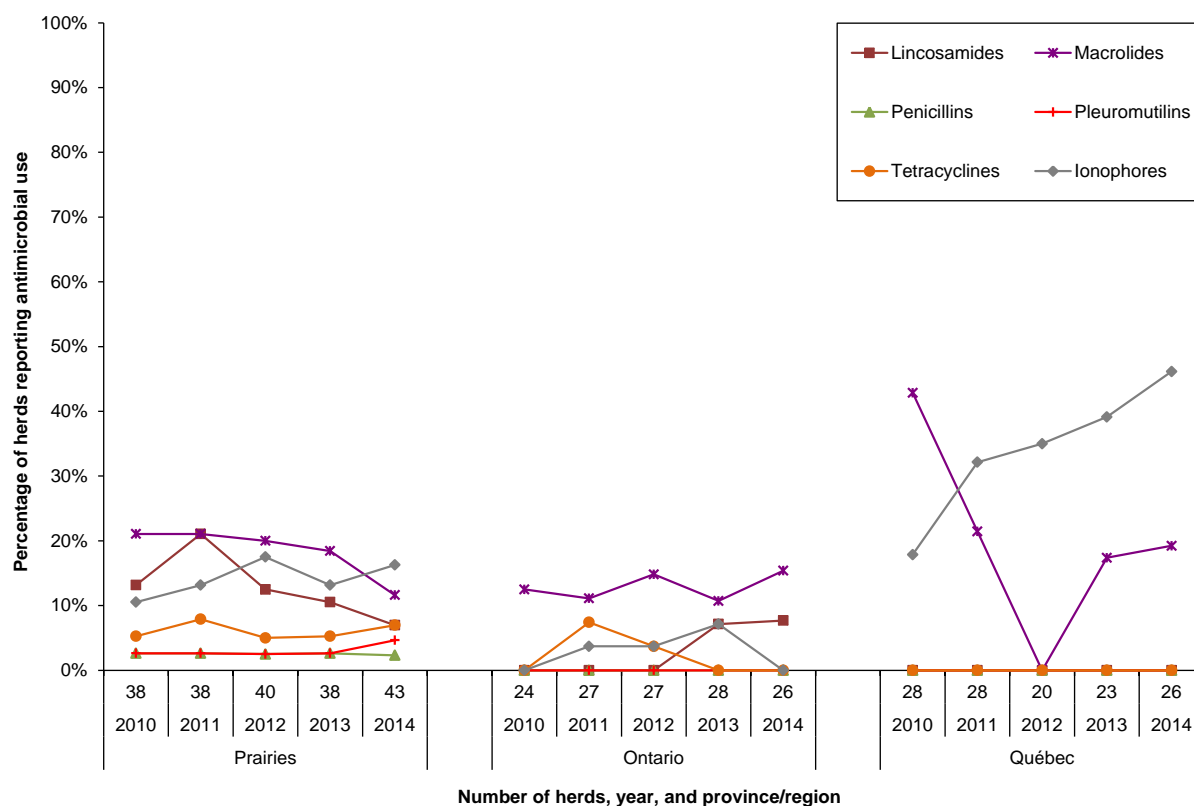 100%
90%
80%
70%
60%
50%
40%
30%
20%
10%
0%
Percentage of herds reporting antimicrobial use
Lincosamides Macrolides
Penicillins Pleuromutilins
Tetracyclines Ionophores
38 38 40 38 43 24 27 27 28 26 28 28 20 23 26
2010 2011 2012 2013 2014 2010 2011 2012 2013 2014 2010 2011 2012 2013 2014
Prairies Ontario Québec
Number of herds, year, and province/region